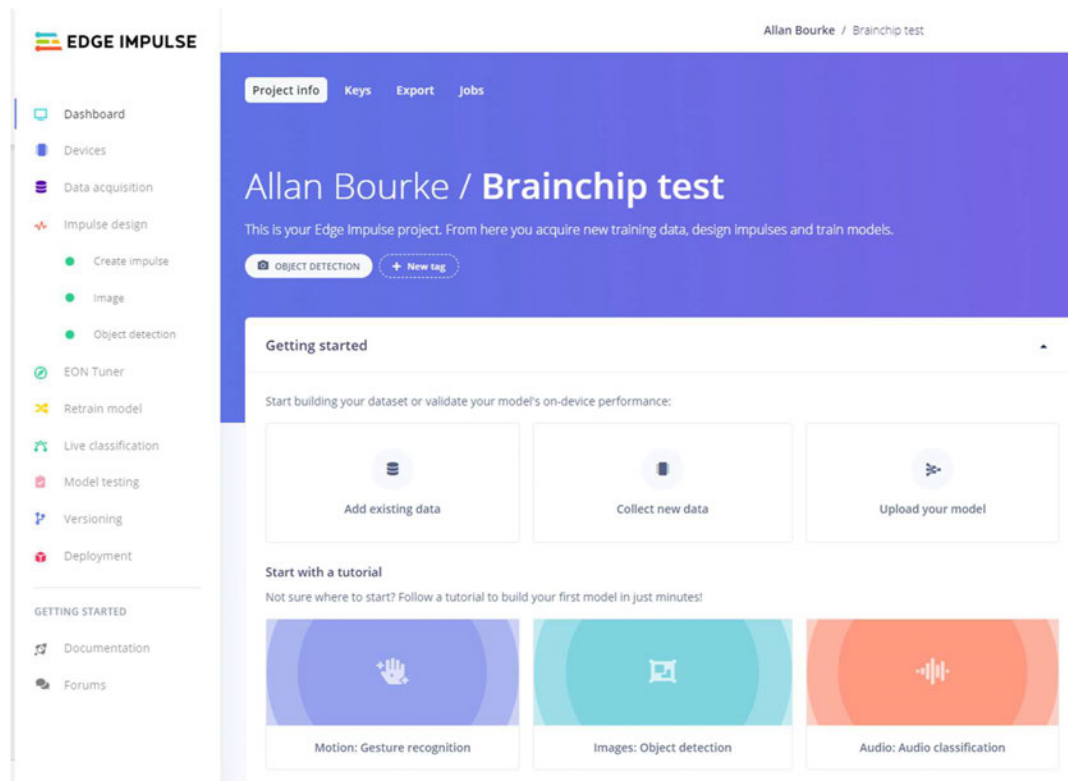 EDGE IMPULSE
Allan Bourke / Brainchip test
Dashboard
Devices
Data acquisition
Impulse design
Create impulse
Image
Object detection
EON Tuner
Retrain model
Live classification
Model testing
Versioning
Deployment
GETTING STARTED
Documentation
Forums
Project info Keys Export Jobs
Allan Bourke / Brainchip test
This is your Edge Impulse project. From here you acquire new training data, design impulses and train models.
OBJECT DETECTION + New tag
Getting started
Start building your dataset or validate your model's on-device performance:
Add existing data Collect new data Upload your model
Start with a tutorial
Not sure where to start? Follow a tutorial to build your first model in just minutes!
Motion: Gesture recognition Images: Object detection Audio: Audio classification